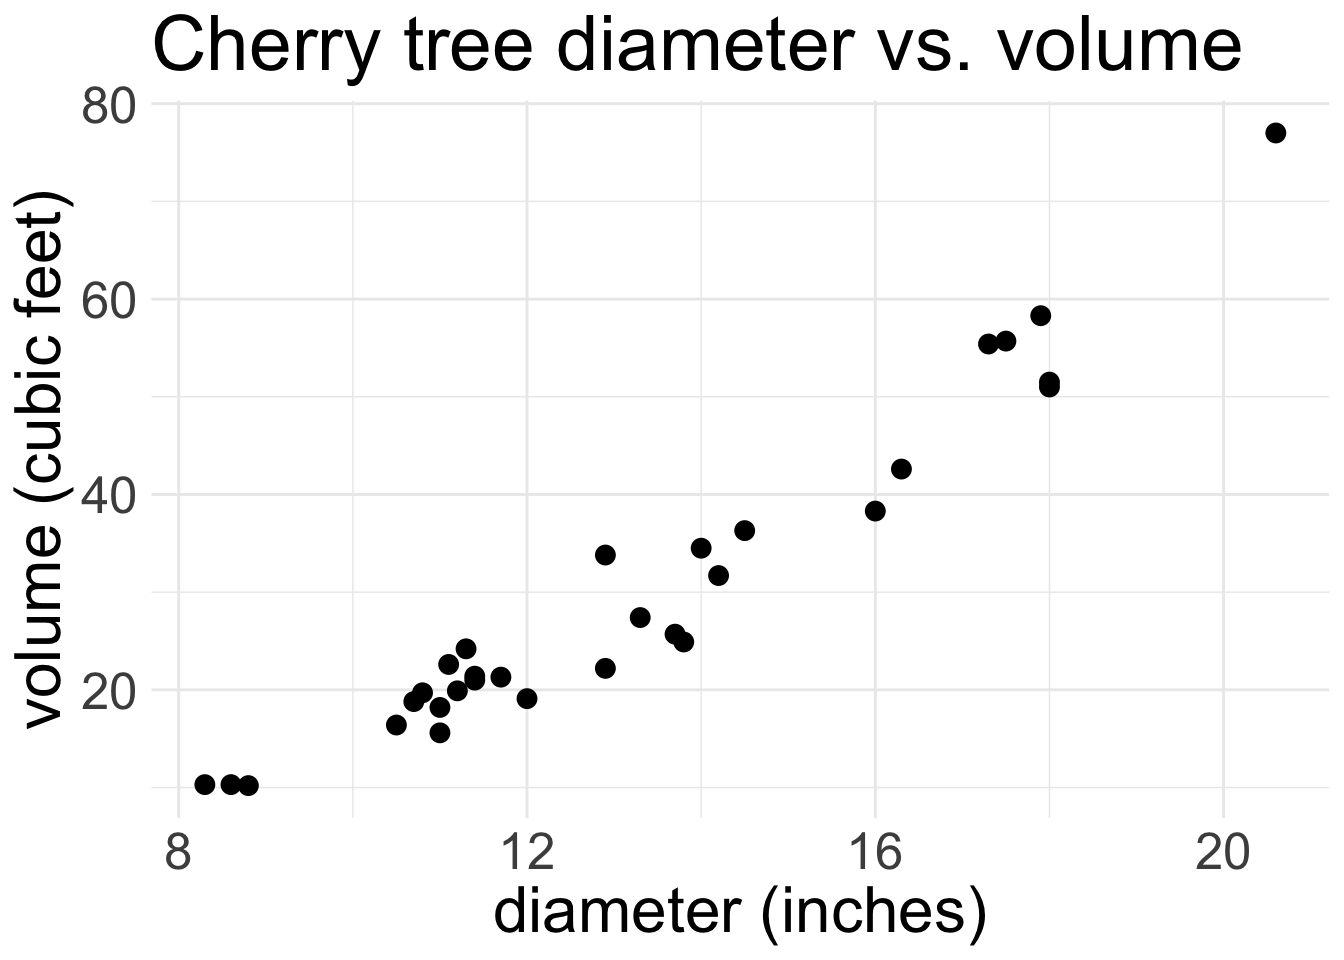 Cherry tree diameter vs. volume
volume (cubic feet)
80
60
40
20
8 12 16 20
diameter (inches)